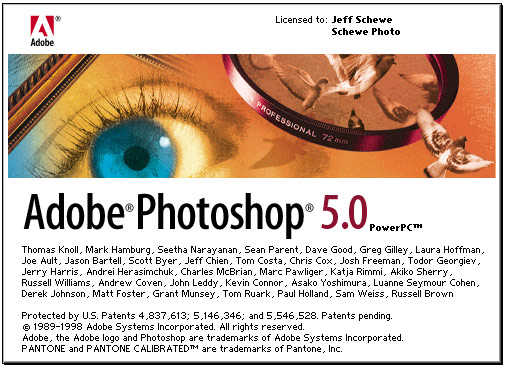 Adobe®
Licensed to: Jeff Schewe
Schewe Photo
PROFESSIONAL 72mm
Adobe® Photoshop® 5.0 PowerPC™
Thomas Knoll, Mark Hamburg, Seetha Narayanan, Sean Parent, Dave Good, Greg Gilley, Laura Hoffman,
Joe Ault, Jason Bartell, Scott Byer, Jeff Chien, Tom Costa, Chris Cox, Josh Freeman, Todor Georgiev,
Jerry Harris, Andrei Herasimchuk, Charles McBrian, Marc Pawliger, Katja Rimmi, Akiko Sherry,
Russell Williams, Andrew Coven, John Leddy, Kevin Connor, Asako Yoshimura, Luanne Seymour Cohen,
Derek Johnson, Matt Foster, Grant Munsey, Tom Ruark, Paul Holland, Sam Weiss, Russell Brown
Protected by U.S. Patents 4,837,613; 5,146,346; and 5,546,528. Patents pending.
© 1989-1998 Adobe Systems Incorporated. All rights reserved.
Adobe, the Adobe logo and Photoshop are trademarks of Adobe Systems Incorporated.
PANTONE and PANTONE CALIBRATED™ are trademarks of Pantone, Inc.